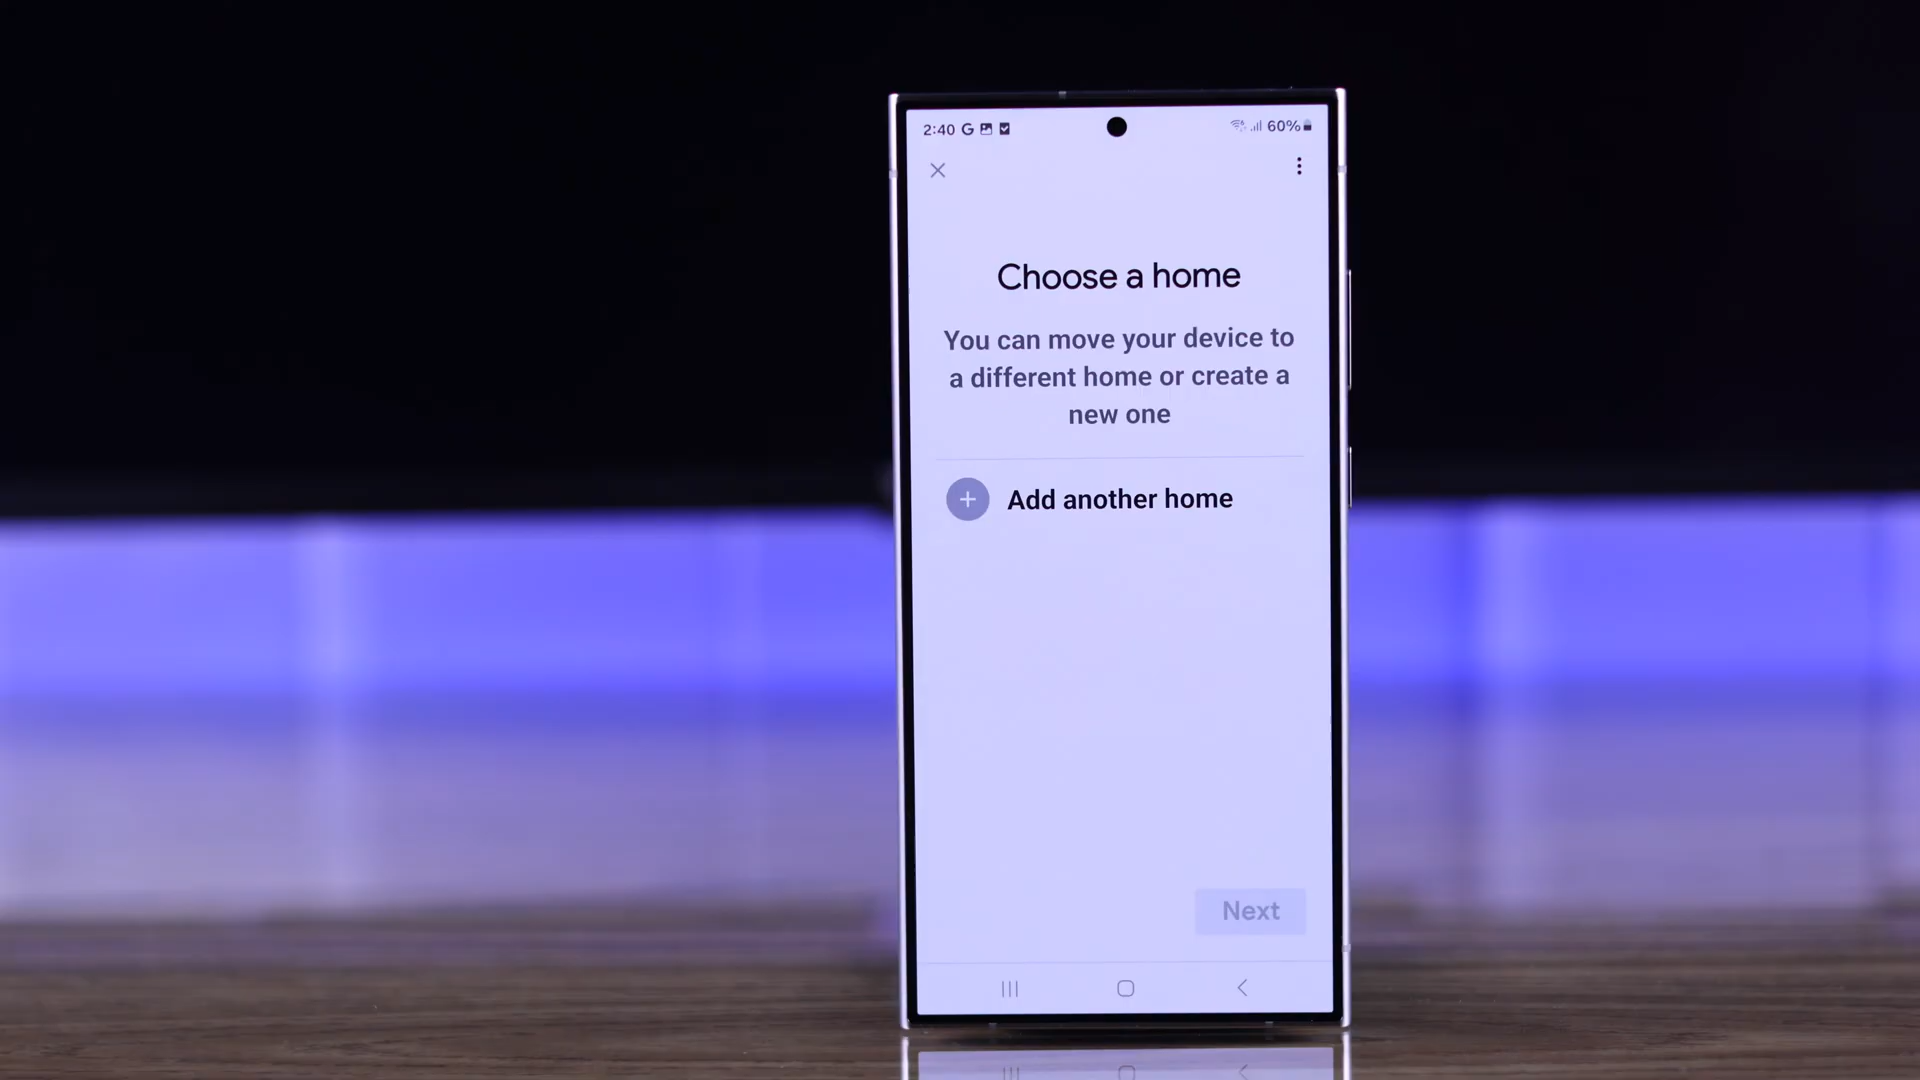 2:40 G 60%
Choose a home
You can move your device to
a different home or create a
new one
Add another home
Next